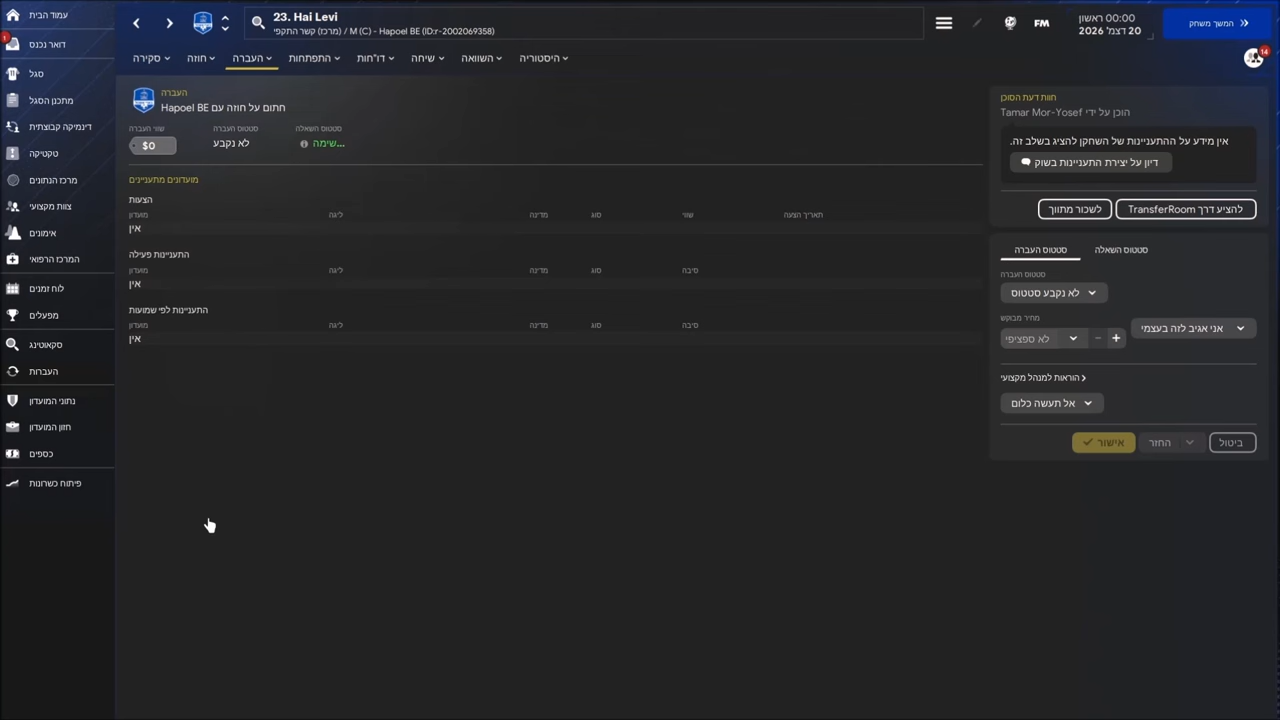 עמוד הבית
דואר נכנס
1
סגל
מתכנן הסגל
דינמיקה קבוצתית
טקטיקה
מרכז הנתונים
צוות מקצועי
אימונים
המרכז הרפואי
לוח זמנים
מפעלים
סקאוטינג
העברות
נתוני המועדון
חזון המועדון
כספים
פיתוח כשרונות
23. Hai Levi
קשר התקפי (מרכז) / M (C) - Hapoel BE (ID:r-2002069358)
FM
00:00 ראשון
20 דצמ' 2026
המשך משחק
14
סקירה
חוזה
העברה
התפתחות
דו"חות
שיחה
השוואה
היסטוריה
העברה
חתום על חוזה עם Hapoel BE
שווי העברה
סטטוס העברה
סטטוס השאלה
$0
לא נקבע
שימה...
מועדונים מתעניינים
הצעות
מועדון
ליגה
מדינה
סוג
שווי
תאריך הצעה
אין
התעניינות פעילה
מועדון
ליגה
מדינה
סוג
סיבה
אין
התעניינות לפי שמועות
מועדון
ליגה
מדינה
סוג
סיבה
אין
חוות דעת הסוכן
הוכן על ידי Tamar Mor-Yosef
אין מידע על ההתעניינות של השחקן להציג בשלב זה.
דיון על יצירת התעניינות בשוק
לשכור מתווך
להציע דרך TransferRoom
סטטוס העברה
סטטוס השאלה
סטטוס העברה
לא נקבע סטטוס
מחיר מבוקש
לא ספציפי
אני אגיב לזה בעצמי
הוראות למנהל מקצועי
אל תעשה כלום
אישור
החזר
ביטול